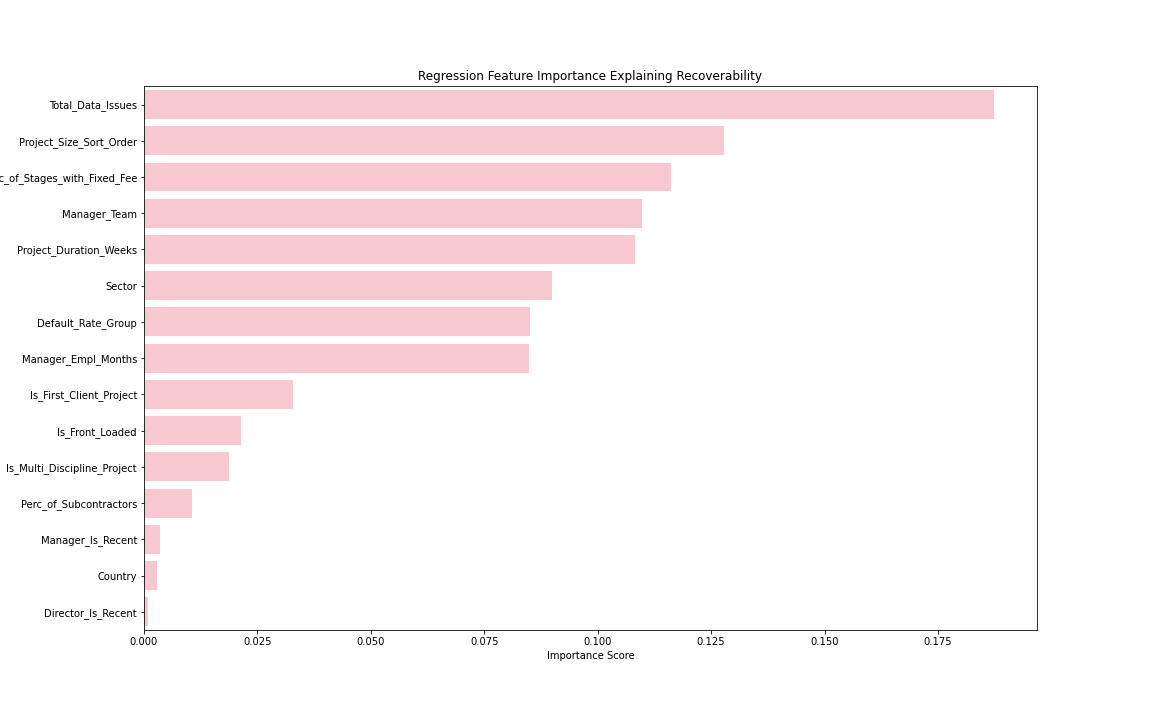 Regression Feature Importance Explaining Recoverability
Total_Data_Issues
Project_Size_Sort_Order
c_of_Stages_with_Fixed_Fee
Manager_Team
Project_Duration_Weeks
Sector
Default_Rate_Group
Manager_Empl_Months
Is_First_Client_Project
Is_Front_Loaded
Is_Multi_Discipline_Project
Perc_of_Subcontractors
Manager_Is_Recent
Country
Director_Is_Recent
0.000 0.025 0.050 0.075 0.100 0.125 0.150 0.175
Importance Score